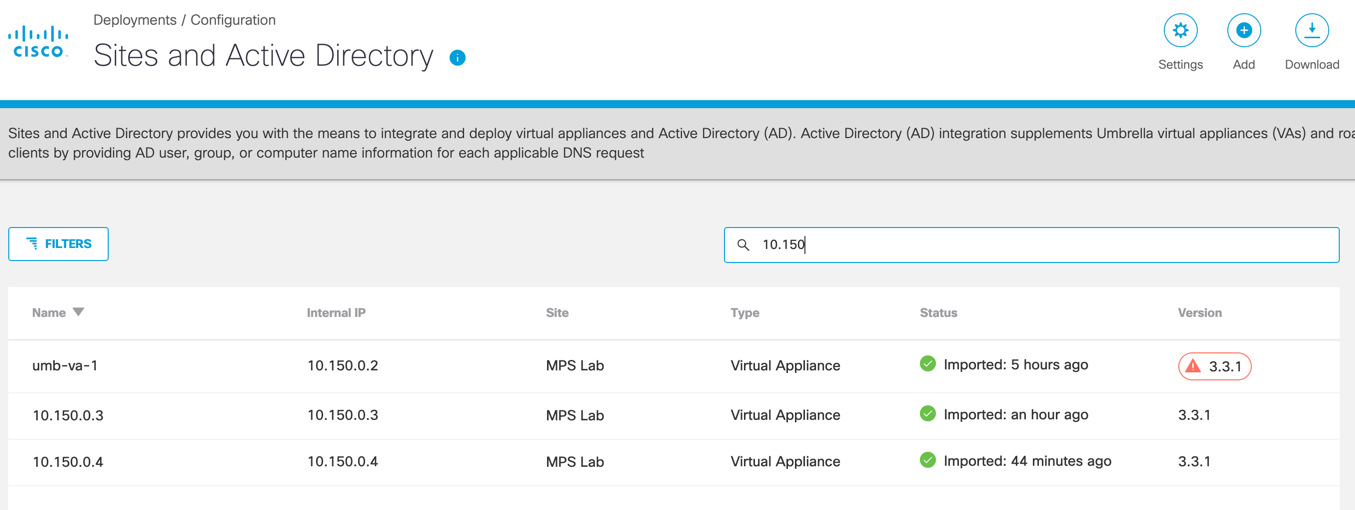 Deployments / Configuration
CISCO
Sites and Active Directory
Settings
Add
Download
Sites and Active Directory provides you with the means to integrate and deploy virtual appliances and Active Directory (AD). Active Directory (AD) integration supplements Umbrella virtual appliances (VAs) and roa
clients by providing AD user, group, or computer name information for each applicable DNS request
FILTERS
10.150
Name Internal IP Site Type Status Version
umb-va-1 10.150.0.2 MPS Lab Virtual Appliance Imported: 5 hours ago 3.3.1
10.150.0.3 10.150.0.3 MPS Lab Virtual Appliance Imported: an hour ago 3.3.1
10.150.0.4 10.150.0.4 MPS Lab Virtual Appliance Imported: 44 minutes ago 3.3.1